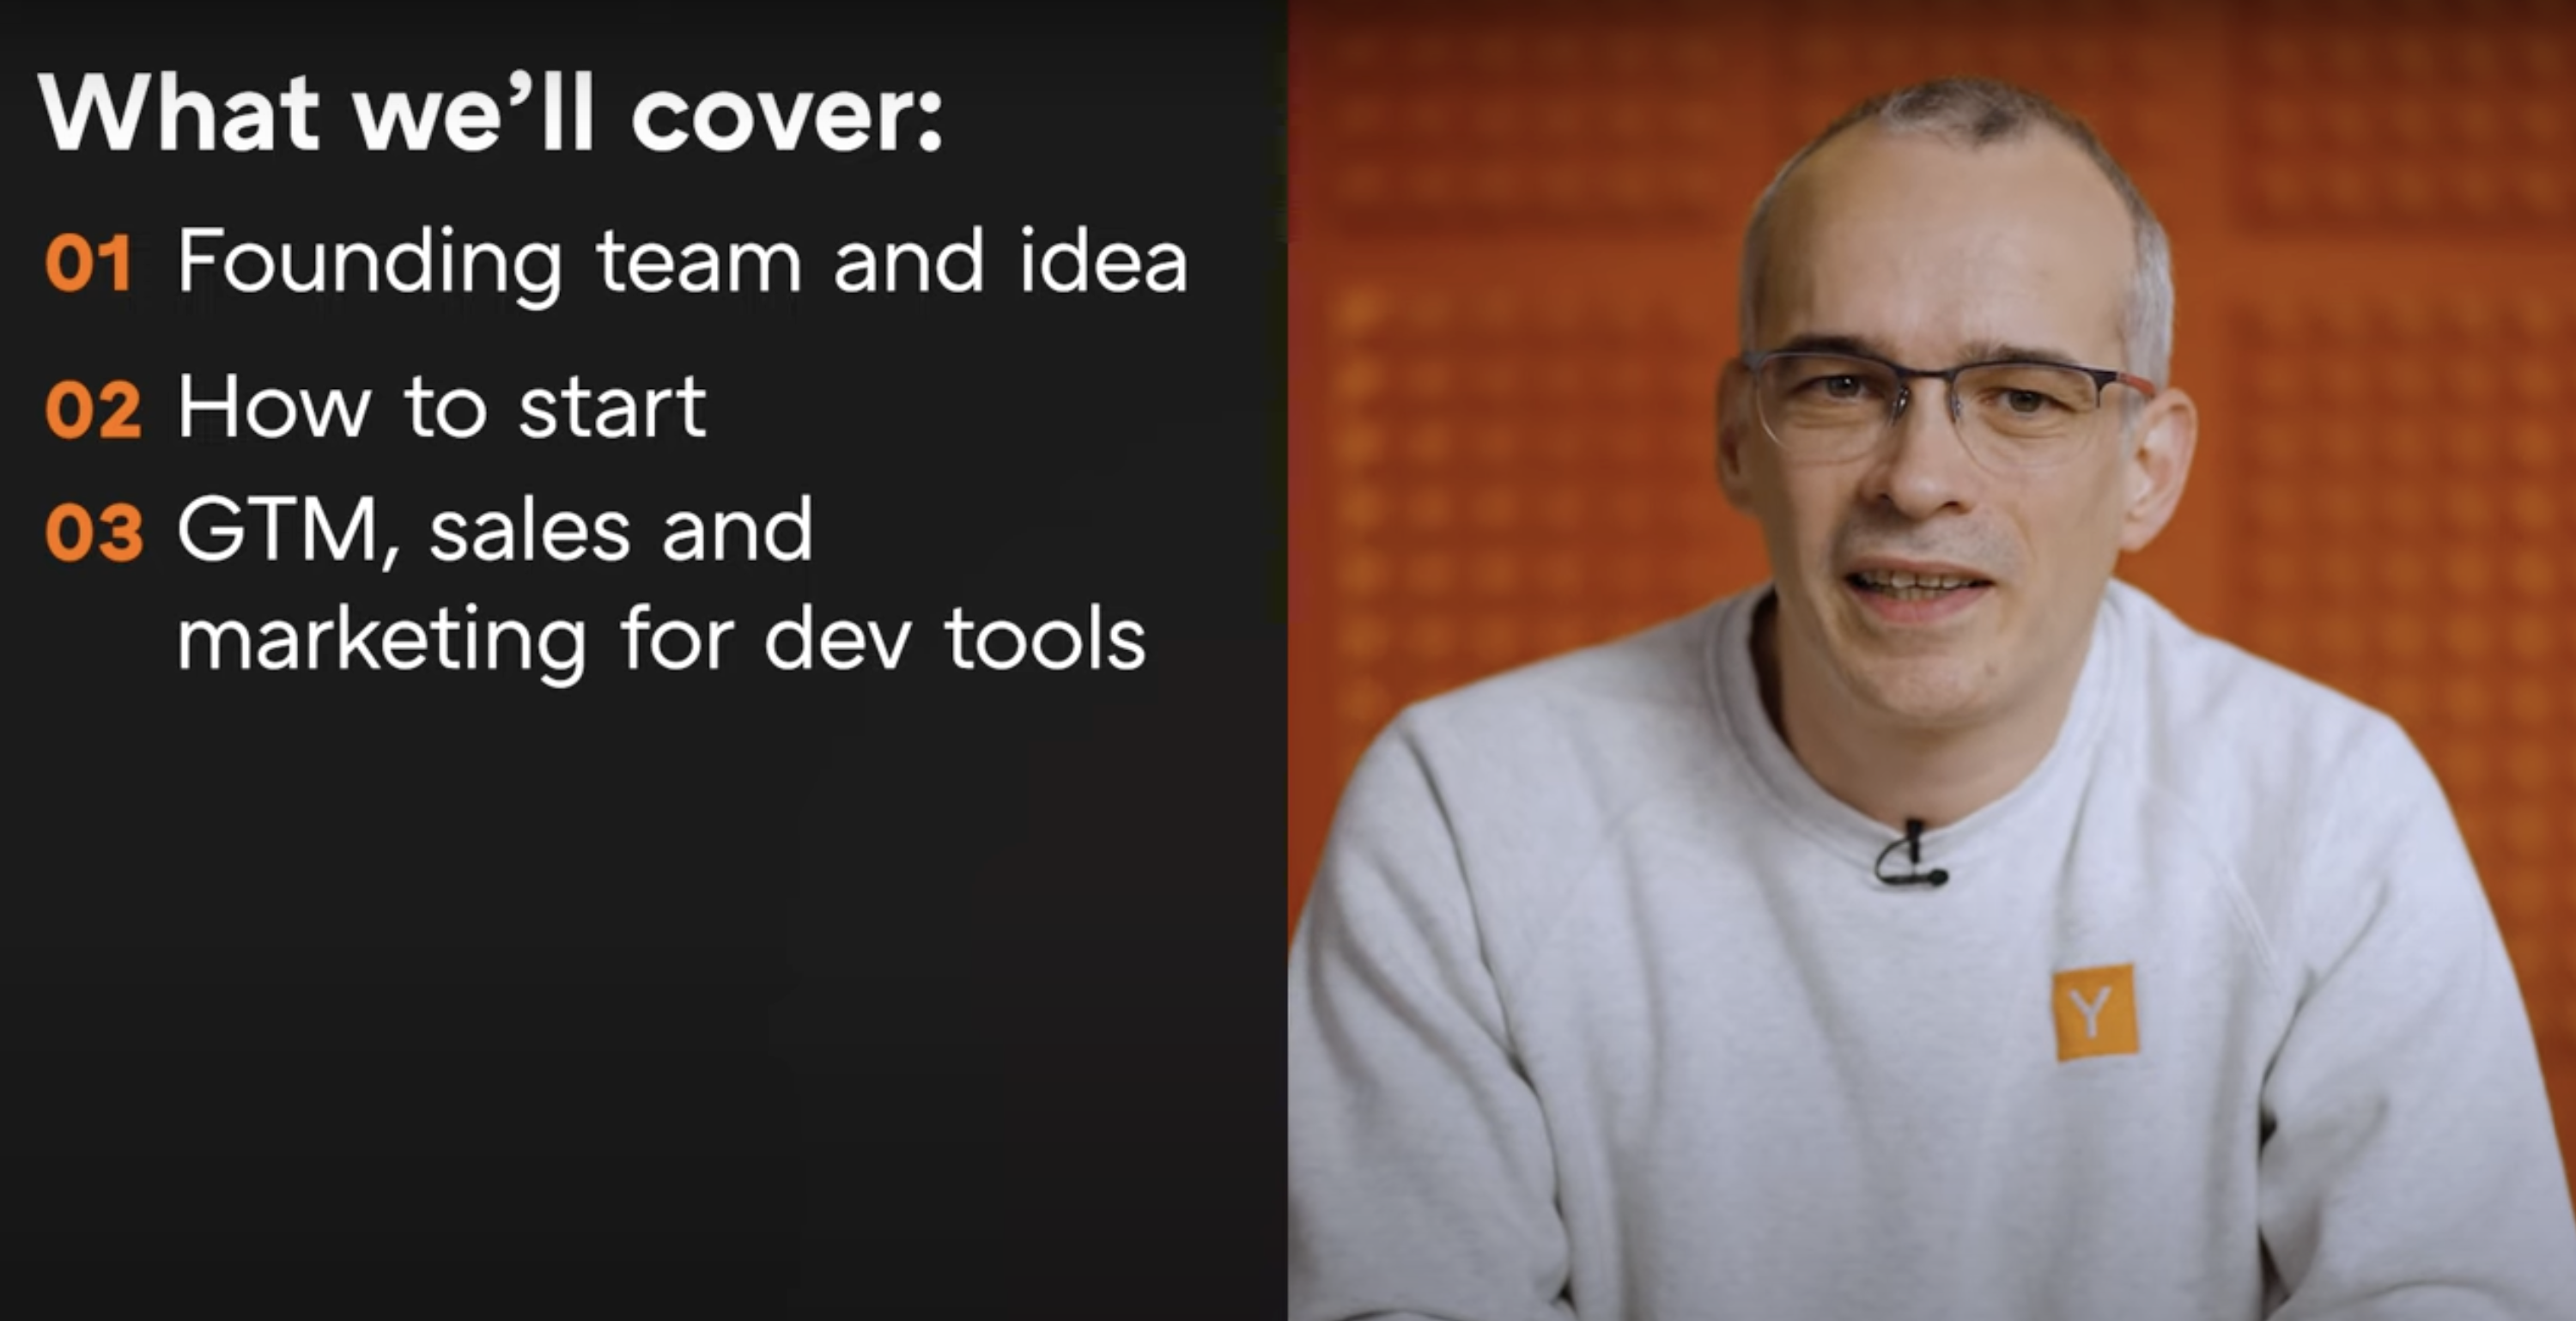 What we’ll cover:
01 Founding team and idea
02 How to start
03 GTM, sales and
marketing for dev tools
Y